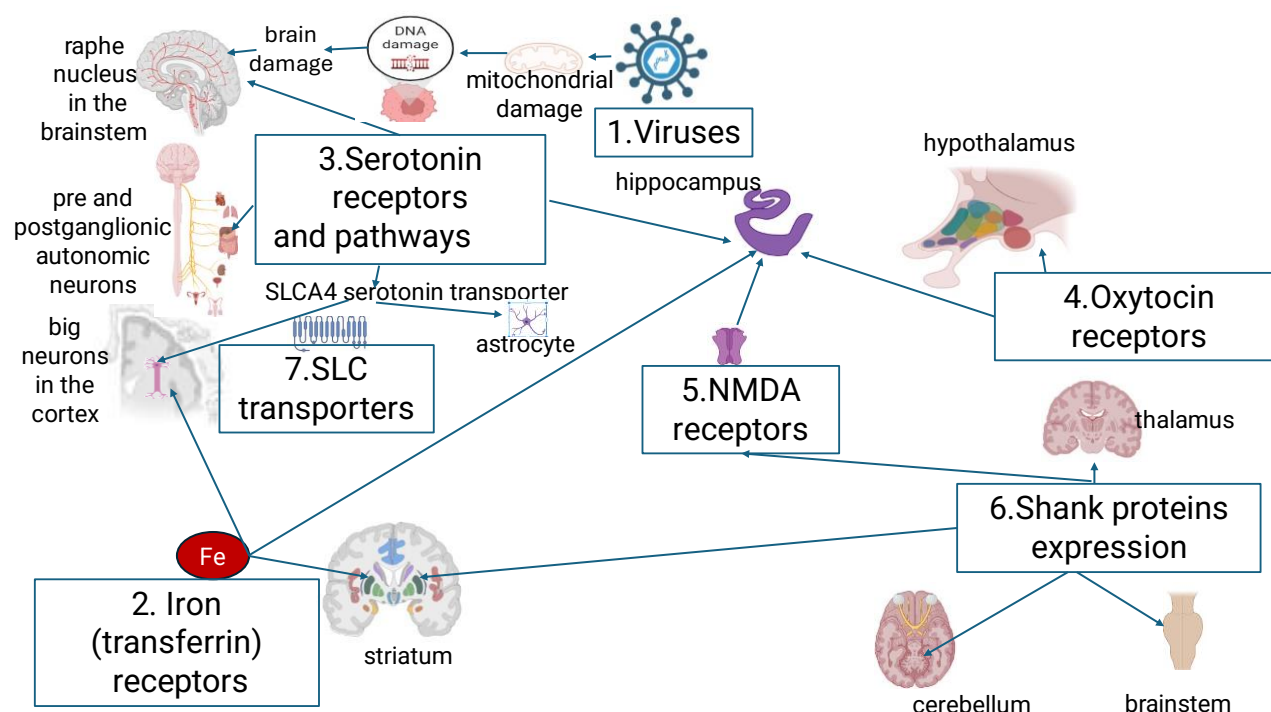 raphe
nucleus
in the
brainstem
brain
damage
DNA
damage
mitochondrial
damage
1.Viruses
3.Serotonin
receptors
and pathways
hippocampus
hypothalamus
pre and
postganglionic
autonomic
neurons
SLCA4 serotonin transporter
astrocyte
big
neurons
in the
cortex
7.SLC
transporters
4.Oxytocin
receptors
5.NMDA
receptors
thalamus
6.Shank proteins
expression
Fe
2. Iron
(transferrin)
receptors
striatum
cerebellum
brainstem